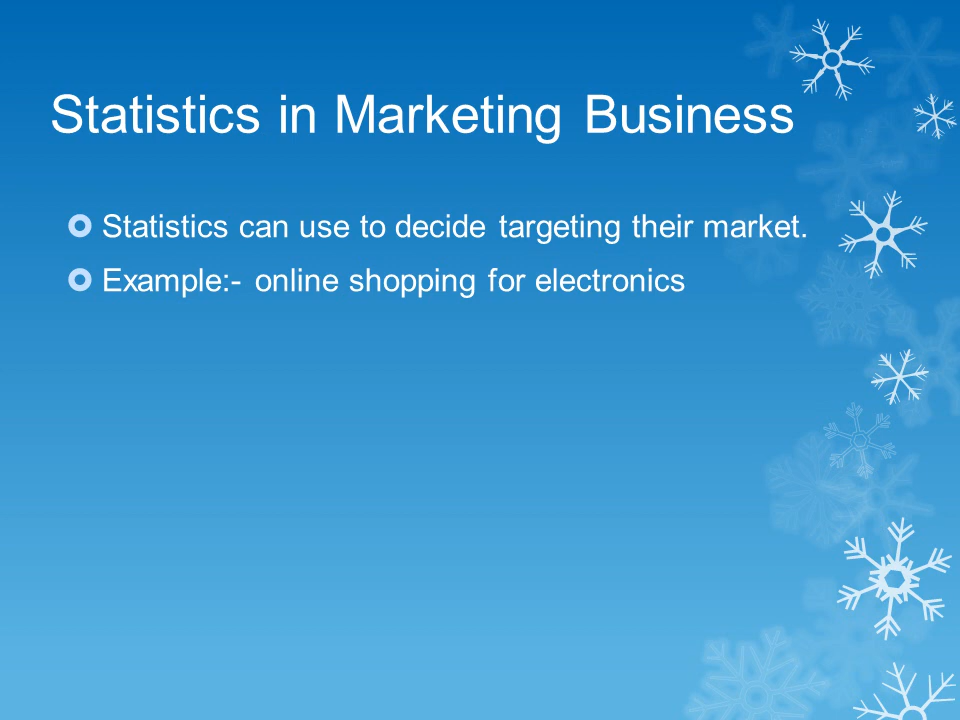 Statistics in Marketing Business
Statistics can use to decide targeting their market.
Example:- online shopping for electronics